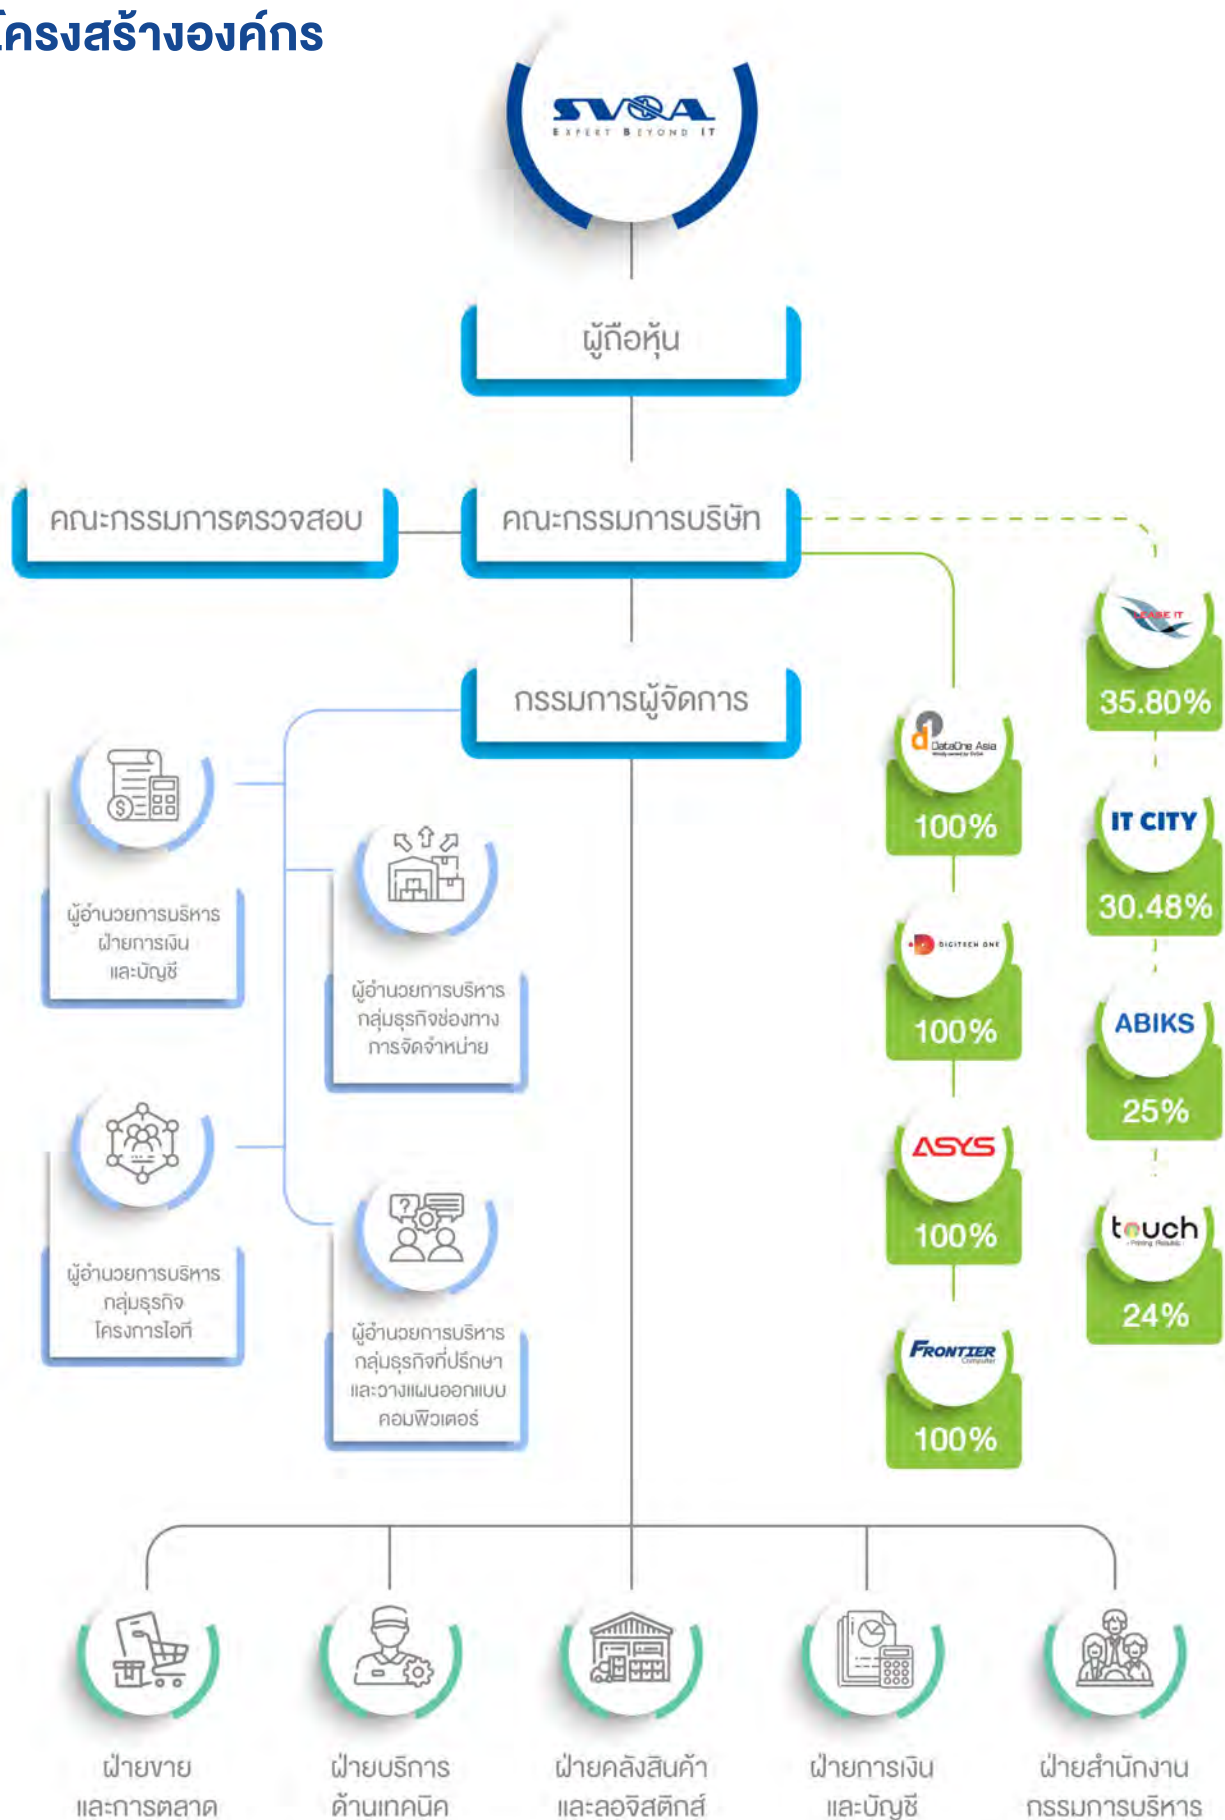 โครงสร้างองค์กร
SVOA
EXPERT BEYOND IT
ผู้ถือหุ้น
คณะกรรมการตรวจสอบ
คณะกรรมการบริษัท
กรรมการผู้จัดการ
ผู้อำนวยการบริหาร
ฝ่ายการเงิน
และบัญชี
ผู้อำนวยการบริหาร
กลุ่มธุรกิจช่องทาง
การจัดจำหน่าย
ผู้อำนวยการบริหาร
กลุ่มธุรกิจ
โครงการไอที
ผู้อำนวยการบริหาร
กลุ่มธุรกิจที่ปรึกษา
และวางแผนออกแบบ
คอมพิวเตอร์
d1
DataOne Asia
Wholly owned by SVOA
100%
DIGITECH ONE
100%
ASYS
100%
FRONTIER
Computer
100%
LEASE IT
35.80%
IT CITY
30.48%
ABIKS
25%
touch
Printing Republic
24%
ฝ่ายขาย
และการตลาด
ฝ่ายบริการ
ด้านเทคนิค
ฝ่ายคลังสินค้า
และลอจิสติกส์
ฝ่ายการเงิน
และบัญชี
ฝ่ายสำนักงาน
กรรมการบริหาร